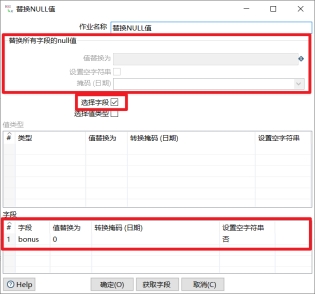 替换NULL值
作业名称 替换NULL值
替换所有字段的null值
值替换为
设置空字符串
掩码 (日期)
选择字段
选择值类型
值类型
# 类型 值替换为 转换掩码 (日期) 设置空字符串
字段
# 字段 值替换为 转换掩码 (日期) 设置空字符串
1 bonus 0 否
Help 确定(O) 获取字段 取消(C)